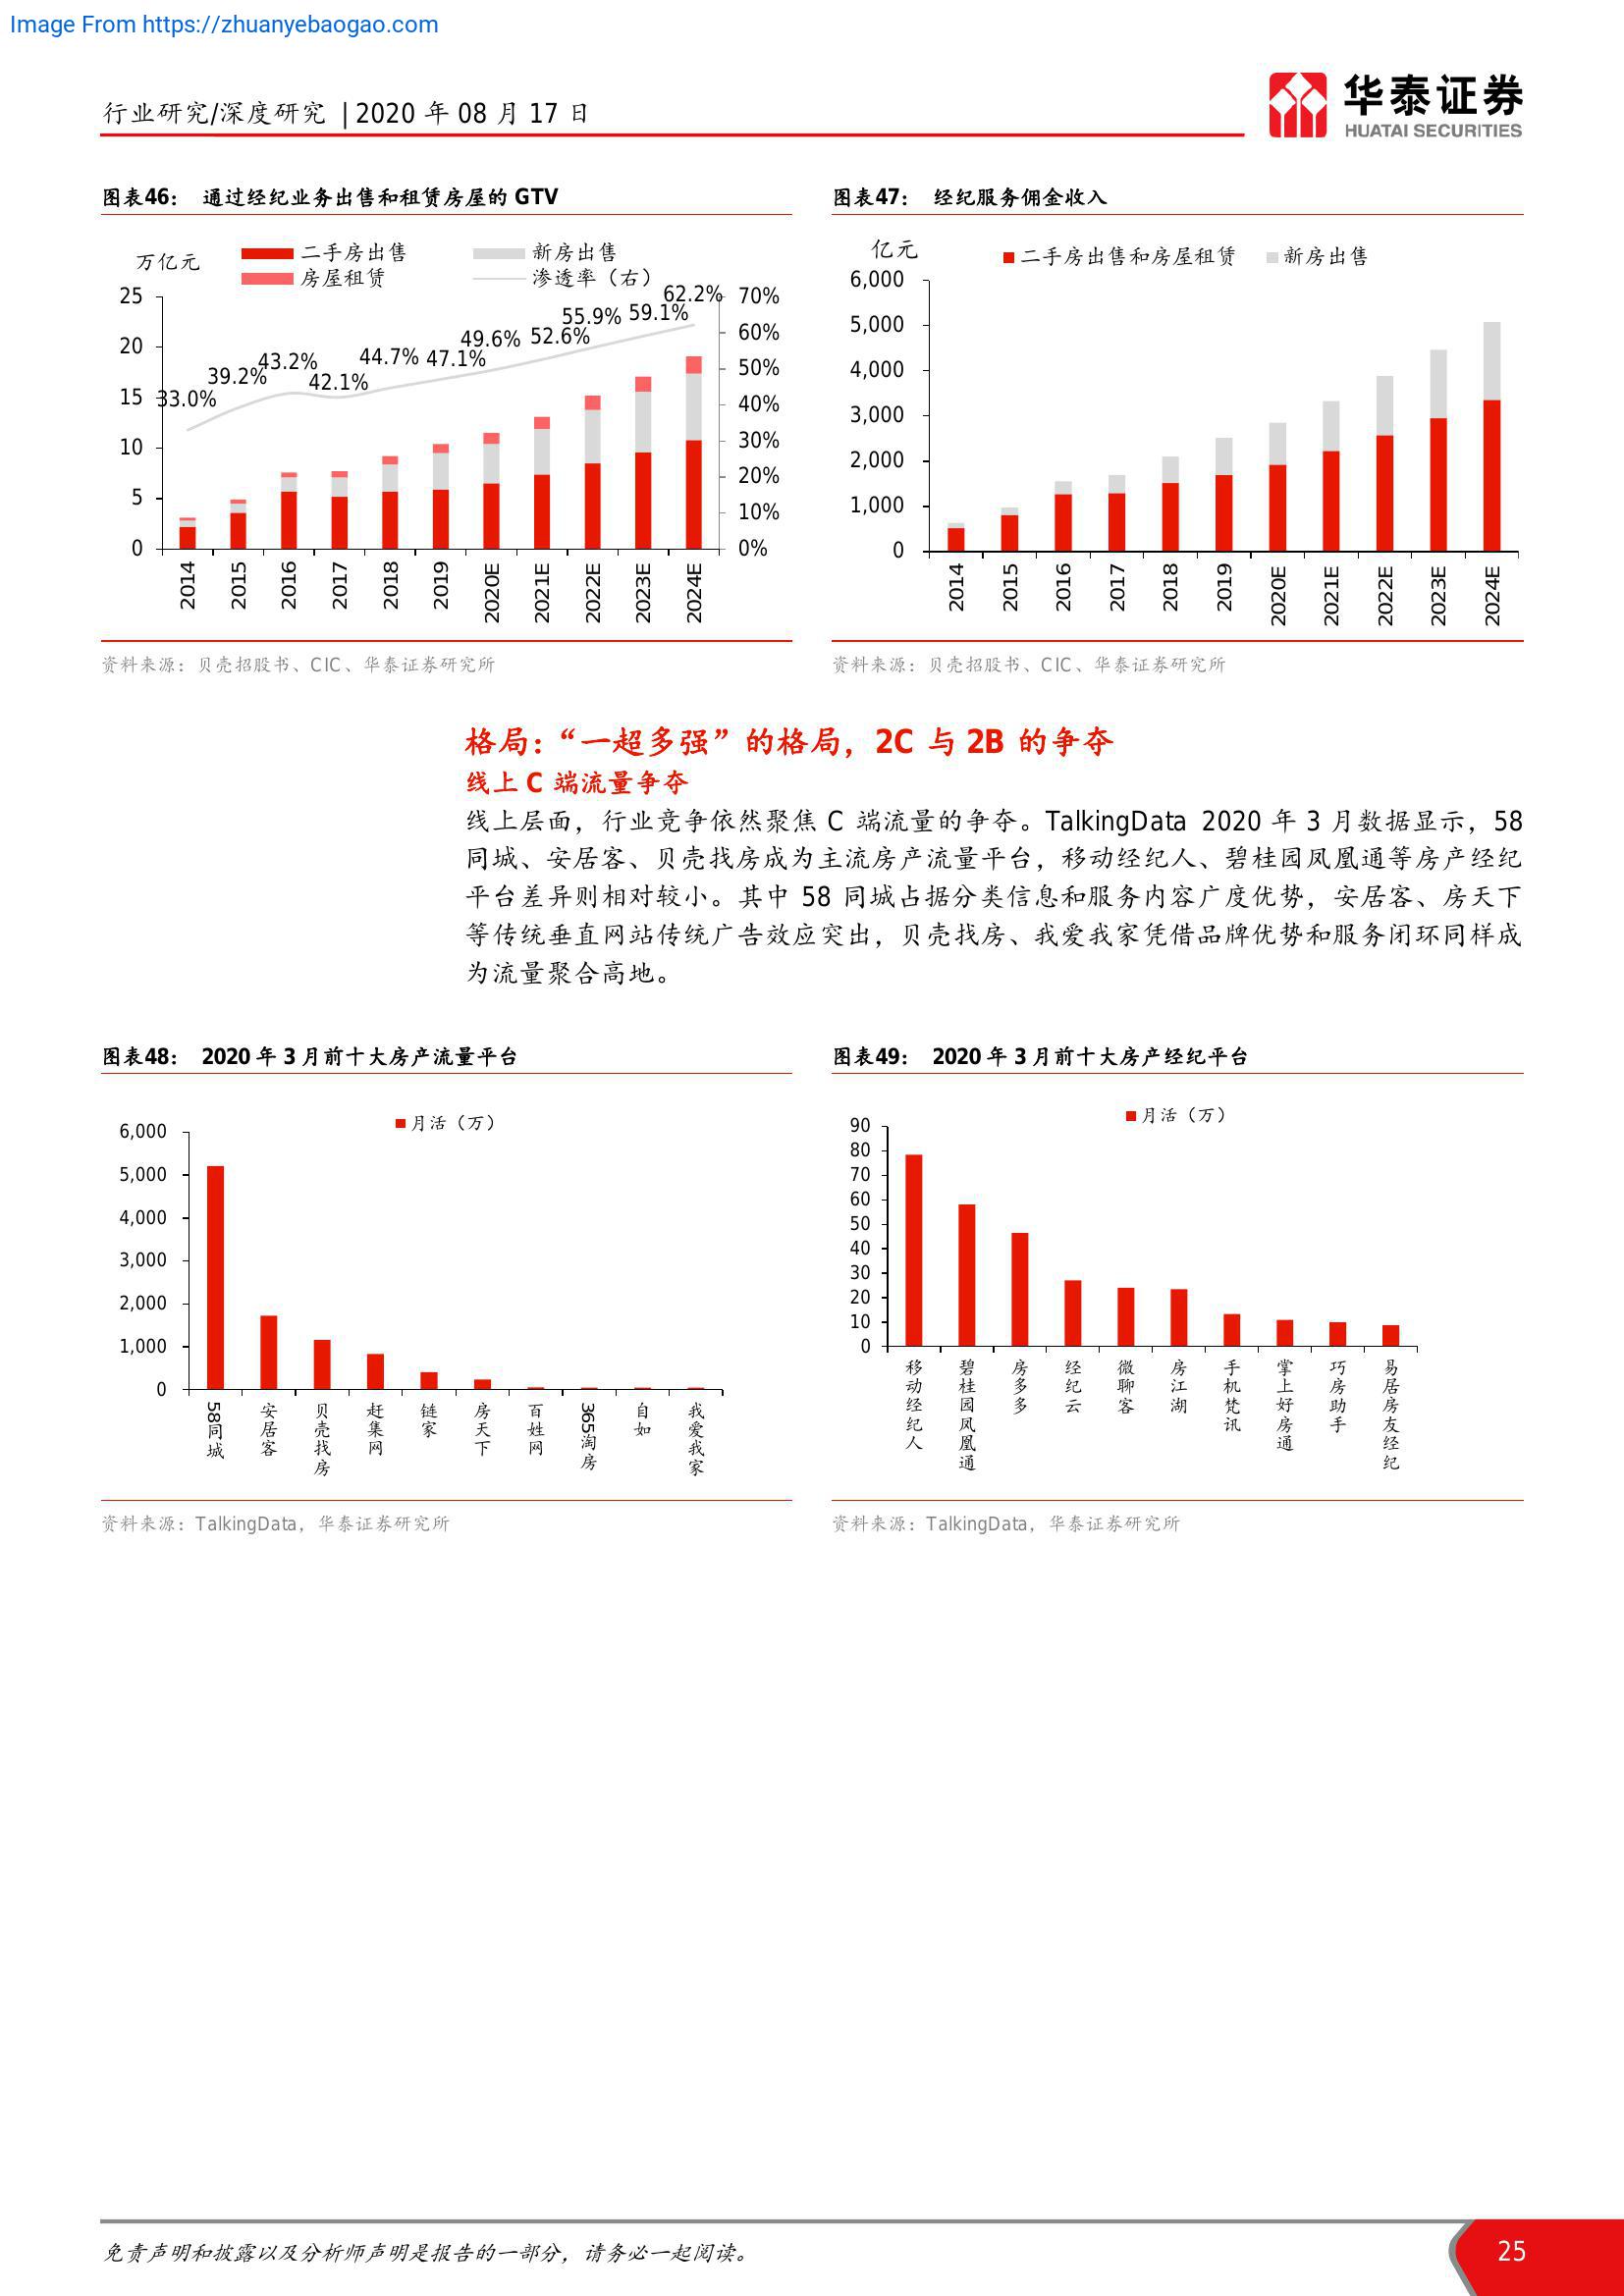 Image From https://zhuanyebaogao.com
行业研究/深度研究 | 2020 年 08 月 17 日
华泰证券
HUATAI SECURITIES
图表46： 通过经纪业务出售和租赁房屋的 GTV
万亿元
二手房出售
新房出售
房屋租赁
渗透率（右）
25
20
15
10
5
0
33.0%
39.2%
43.2%
42.1%
44.7%
47.1%
49.6%
52.6%
55.9%
59.1%
62.2%
70%
60%
50%
40%
30%
20%
10%
0%
2014
2015
2016
2017
2018
2019
2020E
2021E
2022E
2023E
2024E
资料来源：贝壳招股书、CIC、华泰证券研究所
图表47： 经纪服务佣金收入
亿元
二手房出售和房屋租赁
新房出售
6,000
5,000
4,000
3,000
2,000
1,000
0
2014
2015
2016
2017
2018
2019
2020E
2021E
2022E
2023E
2024E
资料来源：贝壳招股书、CIC、华泰证券研究所
格局：“一超多强”的格局，2C 与 2B 的争夺
线上 C 端流量争夺
线上层面，行业竞争依然聚焦 C 端流量的争夺。TalkingData 2020 年 3 月数据显示，58
同城、安居客、贝壳找房成为主流房产流量平台，移动经纪人、碧桂园凤凰通等房产经纪
平台差异则相对较小。其中 58 同城占据分类信息和服务内容广度优势，安居客、房天下
等传统垂直网站传统广告效应突出，贝壳找房、我爱我家凭借品牌优势和服务闭环同样成
为流量聚合高地。
图表48： 2020 年 3 月前十大房产流量平台
月活（万）
6,000
5,000
4,000
3,000
2,000
1,000
0
58同城
安居客
贝壳找房
赶集网
链家
房天下
百姓网
365淘房
自如
我爱我家
资料来源：TalkingData，华泰证券研究所
图表49： 2020 年 3 月前十大房产经纪平台
月活（万）
90
80
70
60
50
40
30
20
10
0
移动经纪人
碧桂园凤凰通
房多多
经纪云
微聊客
房江湖
手机梵讯
掌上好房通
巧房助手
易居房友经纪
资料来源：TalkingData，华泰证券研究所
免责声明和披露以及分析师声明是报告的一部分，请务必一起阅读。
25